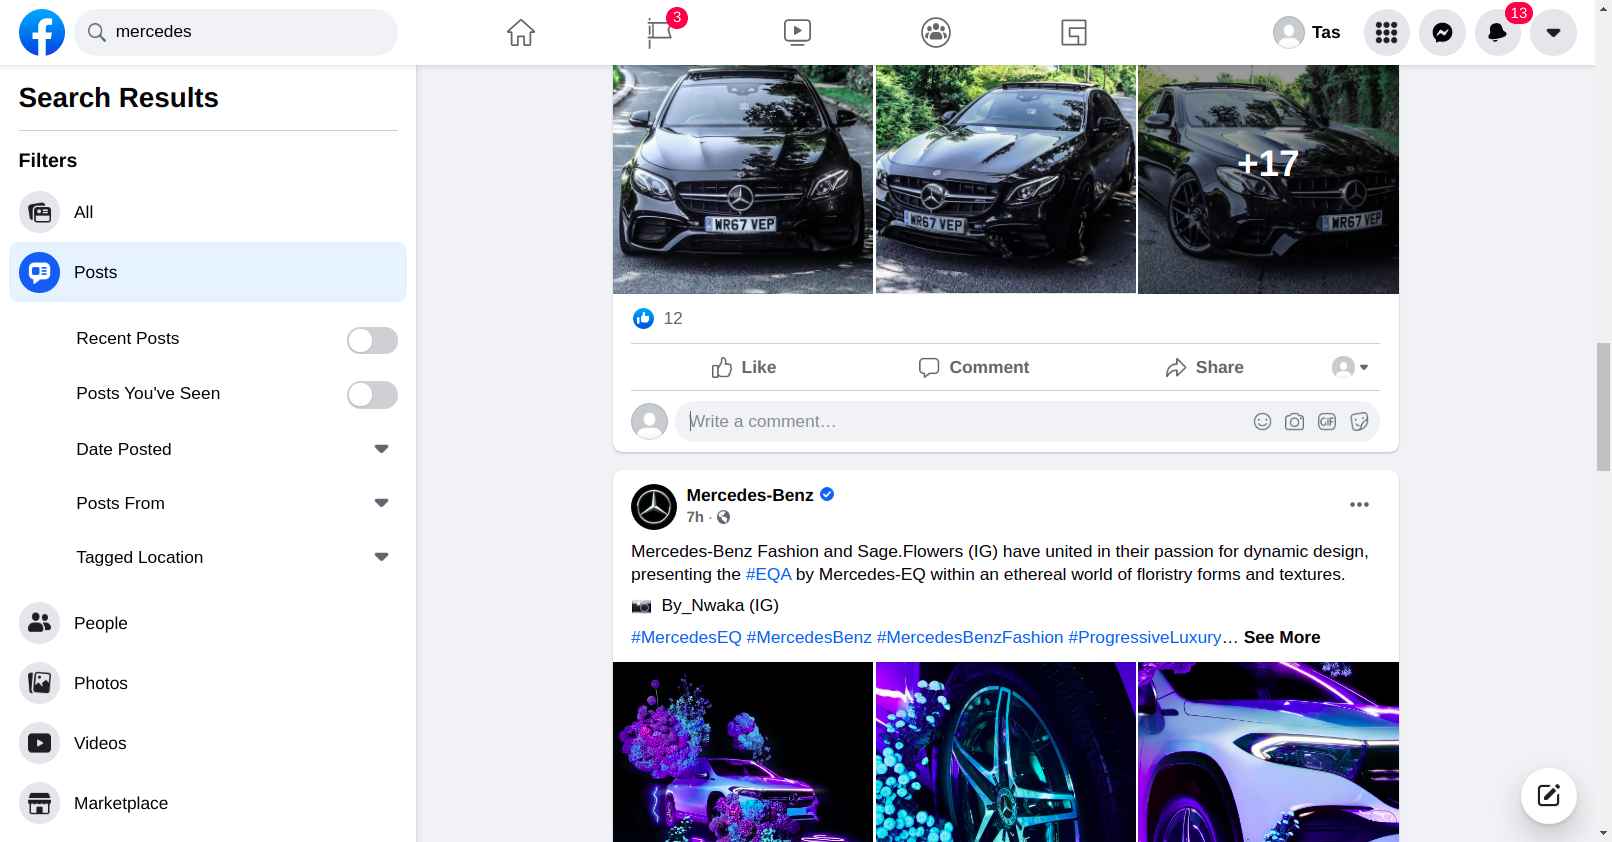 mercedes
3
Tas
13
Search Results
Filters
All
Posts
Recent Posts
Posts You've Seen
Date Posted
Posts From
Tagged Location
People
Photos
Videos
Marketplace
WR67 VEP
WR67 VEP
+17
WR67 VEP
12
Like
Comment
Share
Write a comment…
GIF
Mercedes-Benz
7h ·
Mercedes-Benz Fashion and Sage.Flowers (IG) have united in their passion for dynamic design,
presenting the #EQA by Mercedes-EQ within an ethereal world of floristry forms and textures.
By_Nwaka (IG)
#MercedesEQ #MercedesBenz #MercedesBenzFashion #ProgressiveLuxury… See More